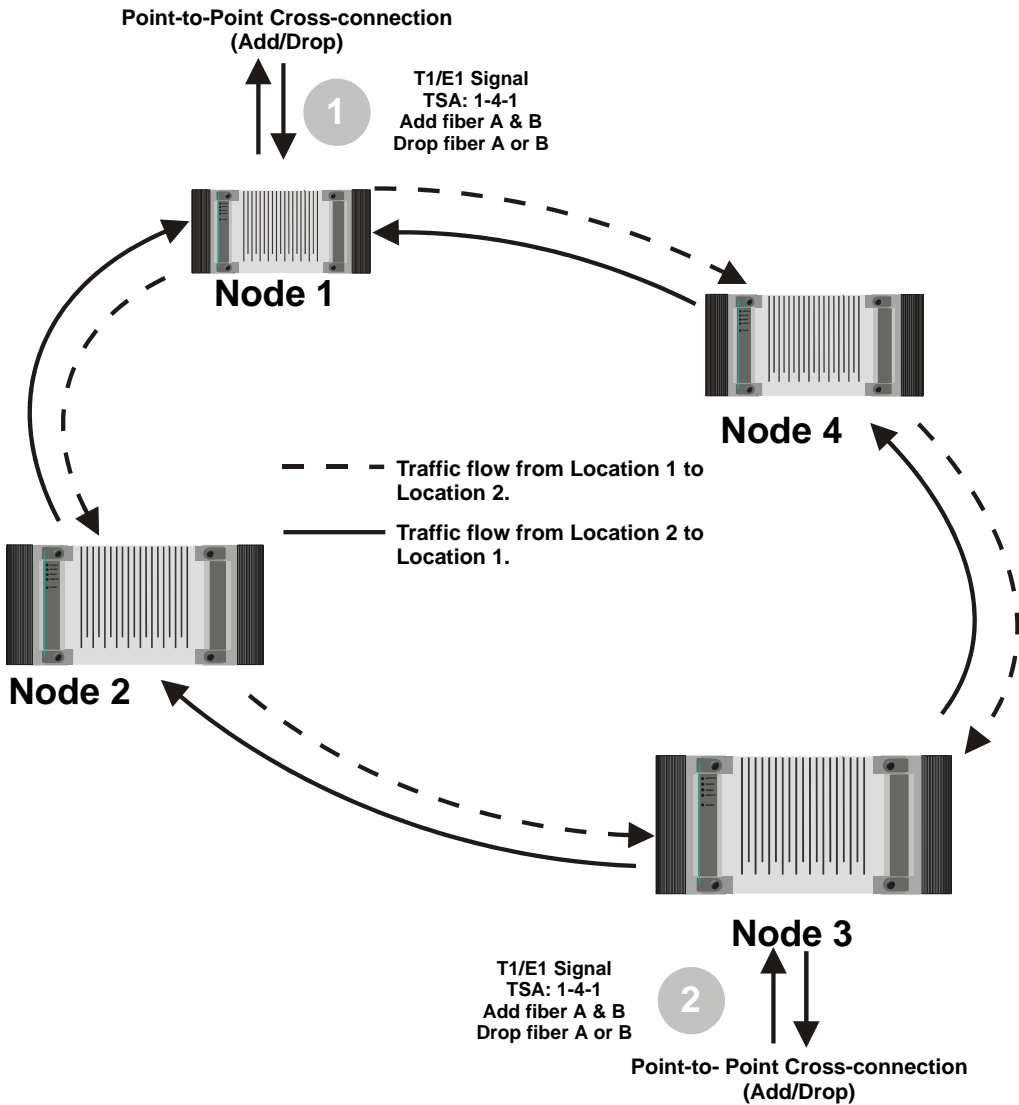 Point-to-Point Cross-connection
(Add/Drop)
1
T1/E1 Signal
TSA: 1-4-1
Add fiber A & B
Drop fiber A or B
Node 1
Node 4
Traffic flow from Location 1 to
Location 2.
Traffic flow from Location 2 to
Location 1.
Node 2
Node 3
T1/E1 Signal
TSA: 1-4-1
Add fiber A & B
Drop fiber A or B
2
Point-to- Point Cross-connection
(Add/Drop)